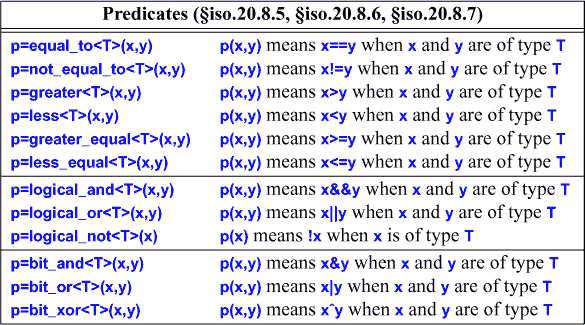 Predicates (§iso.20.8.5, §iso.20.8.6, §iso.20.8.7)
p=equal_to<T>(x,y) p(x,y) means x==y when x and y are of type T
p=not_equal_to<T>(x,y) p(x,y) means x!=y when x and y are of type T
p=greater<T>(x,y) p(x,y) means x>y when x and y are of type T
p=less<T>(x,y) p(x,y) means x<y when x and y are of type T
p=greater_equal<T>(x,y) p(x,y) means x>=y when x and y are of type T
p=less_equal<T>(x,y) p(x,y) means x<=y when x and y are of type T
p=logical_and<T>(x,y) p(x,y) means x&&y when x and y are of type T
p=logical_or<T>(x,y) p(x,y) means x||y when x and y are of type T
p=logical_not<T>(x) p(x) means !x when x is of type T
p=bit_and<T>(x,y) p(x,y) means x&y when x and y are of type T
p=bit_or<T>(x,y) p(x,y) means x|y when x and y are of type T
p=bit_xor<T>(x,y) p(x,y) means xˆy when x and y are of type T